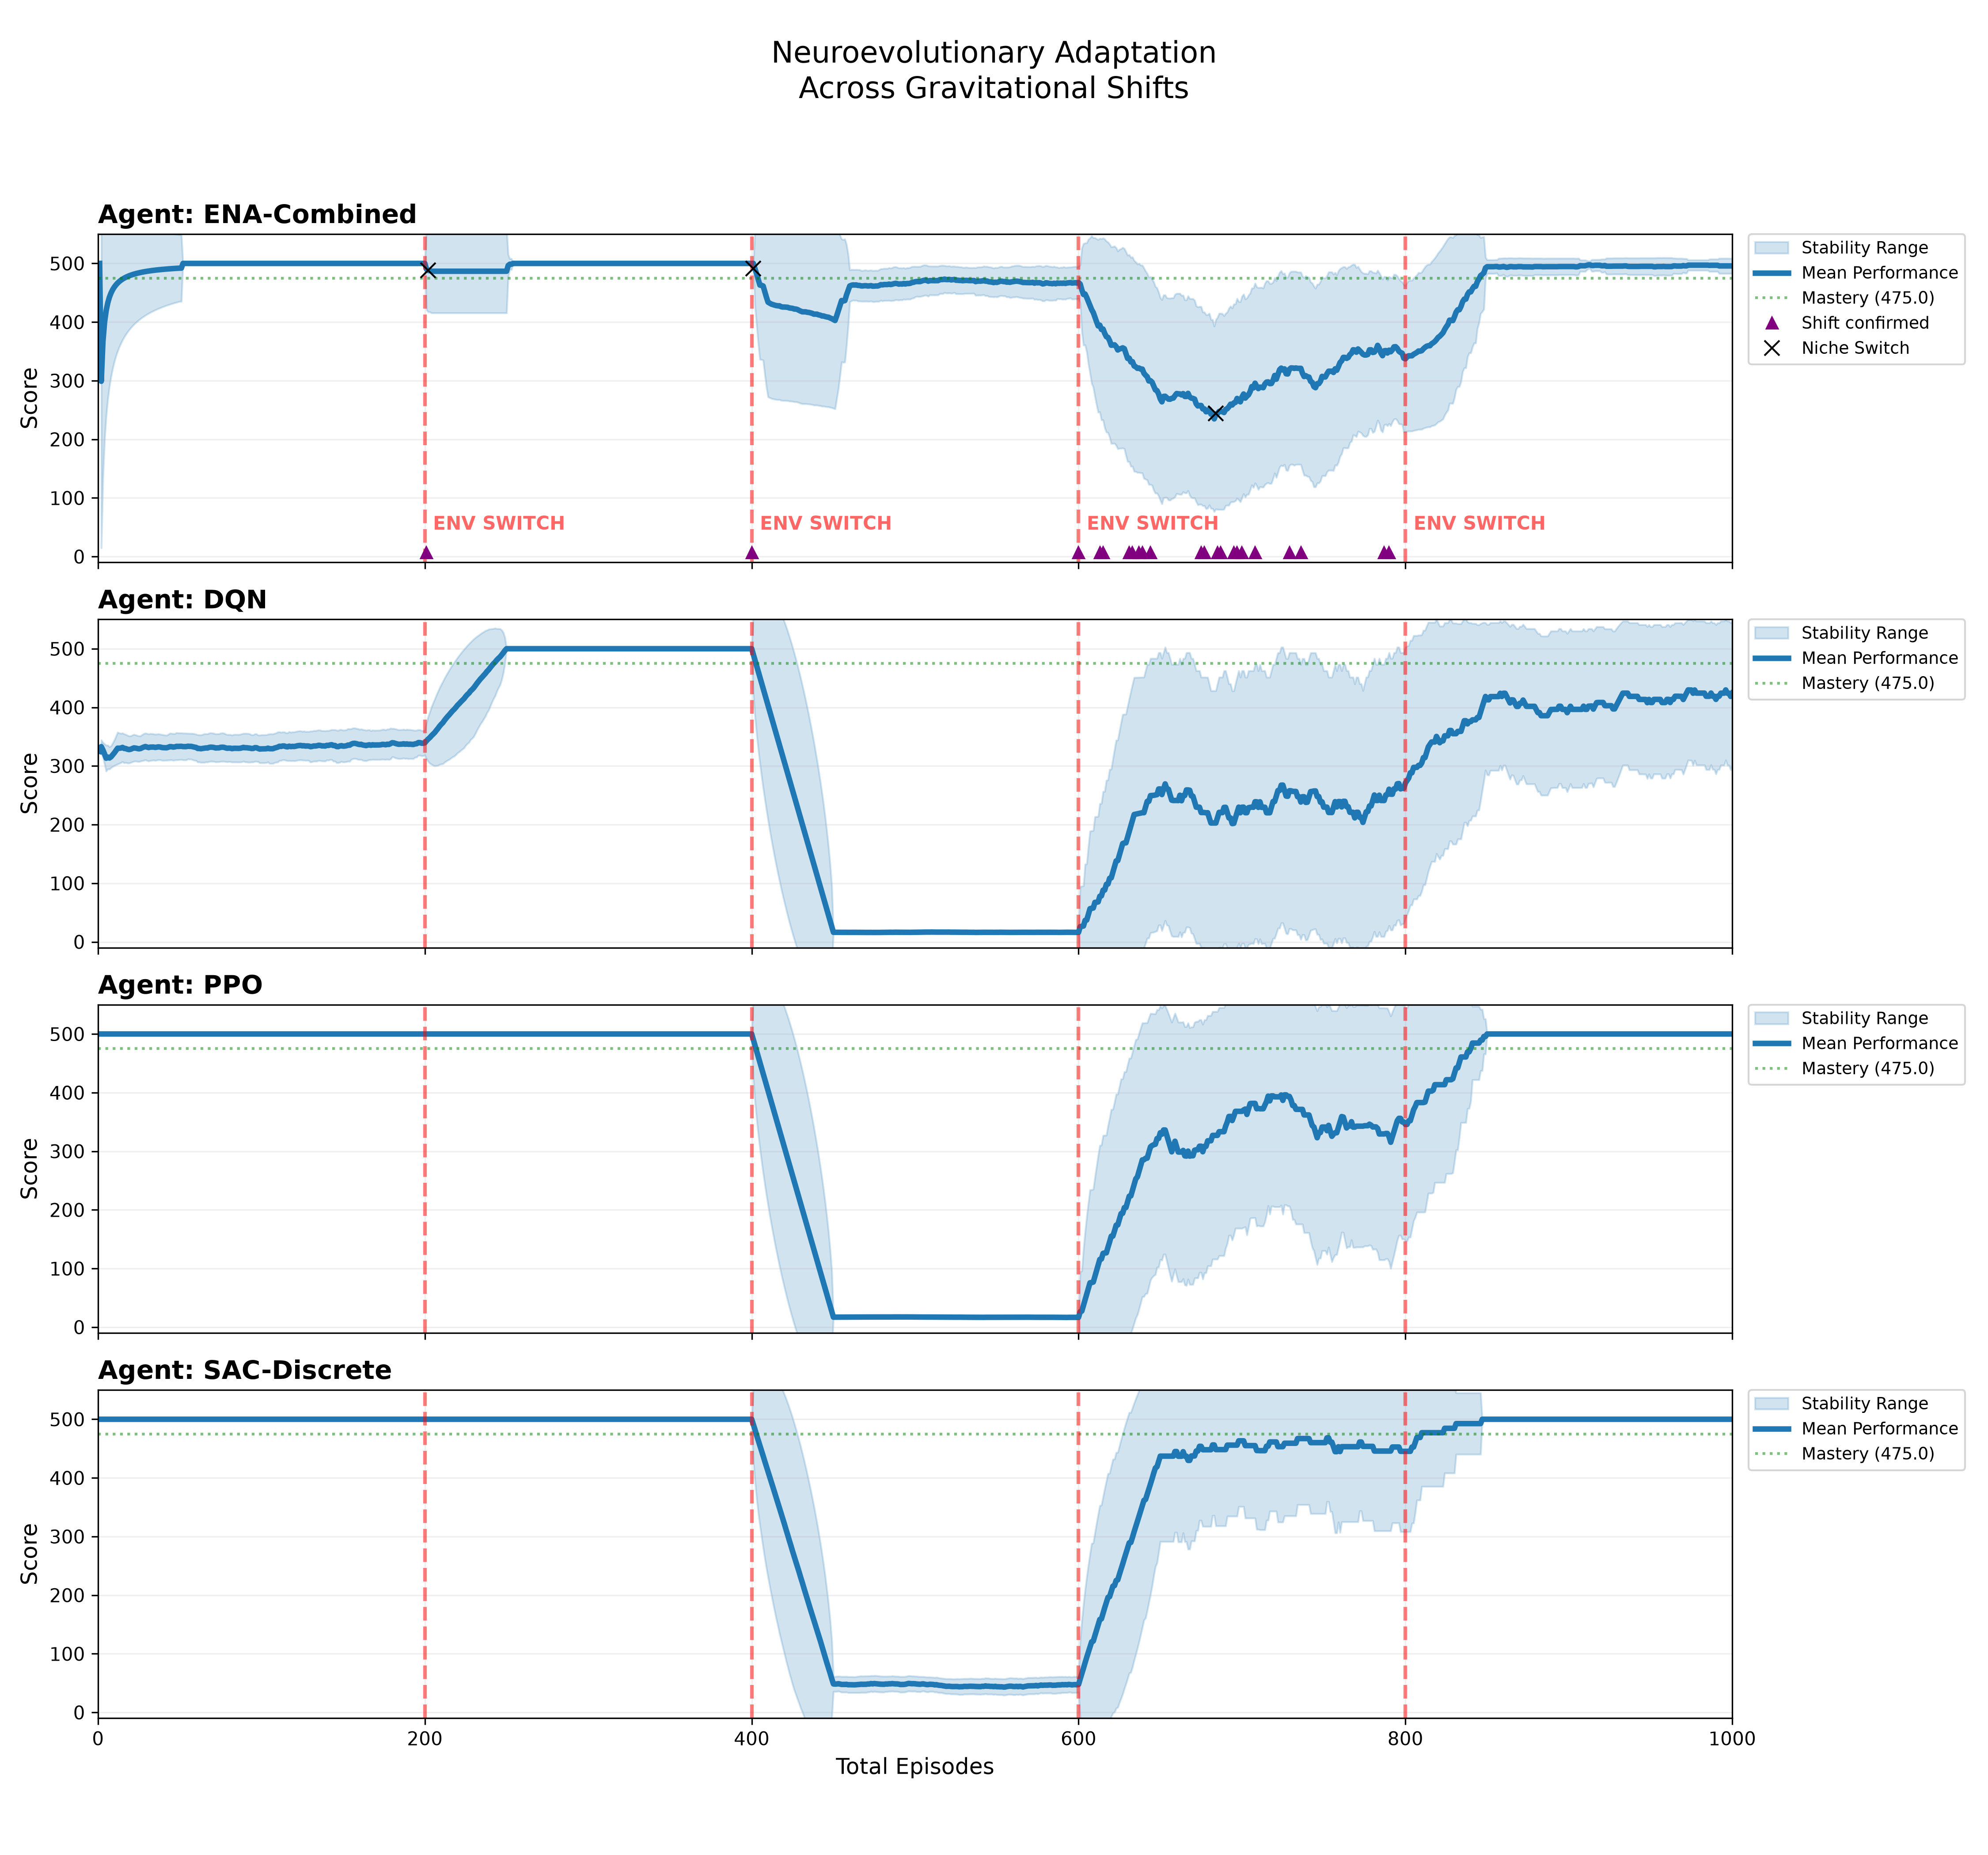 Neuroevolutionary Adaptation
Across Gravitational Shifts
Agent: ENA-Combined
Score
500
400
300
200
100
0
ENV SWITCH
ENV SWITCH
ENV SWITCH
ENV SWITCH
Stability Range
Mean Performance
Mastery (475.0)
Shift confirmed
Niche Switch
Agent: DQN
Score
500
400
300
200
100
0
Stability Range
Mean Performance
Mastery (475.0)
Agent: PPO
Score
500
400
300
200
100
0
Stability Range
Mean Performance
Mastery (475.0)
Agent: SAC-Discrete
Score
500
400
300
200
100
0
Stability Range
Mean Performance
Mastery (475.0)
0
200
400
600
800
1000
Total Episodes